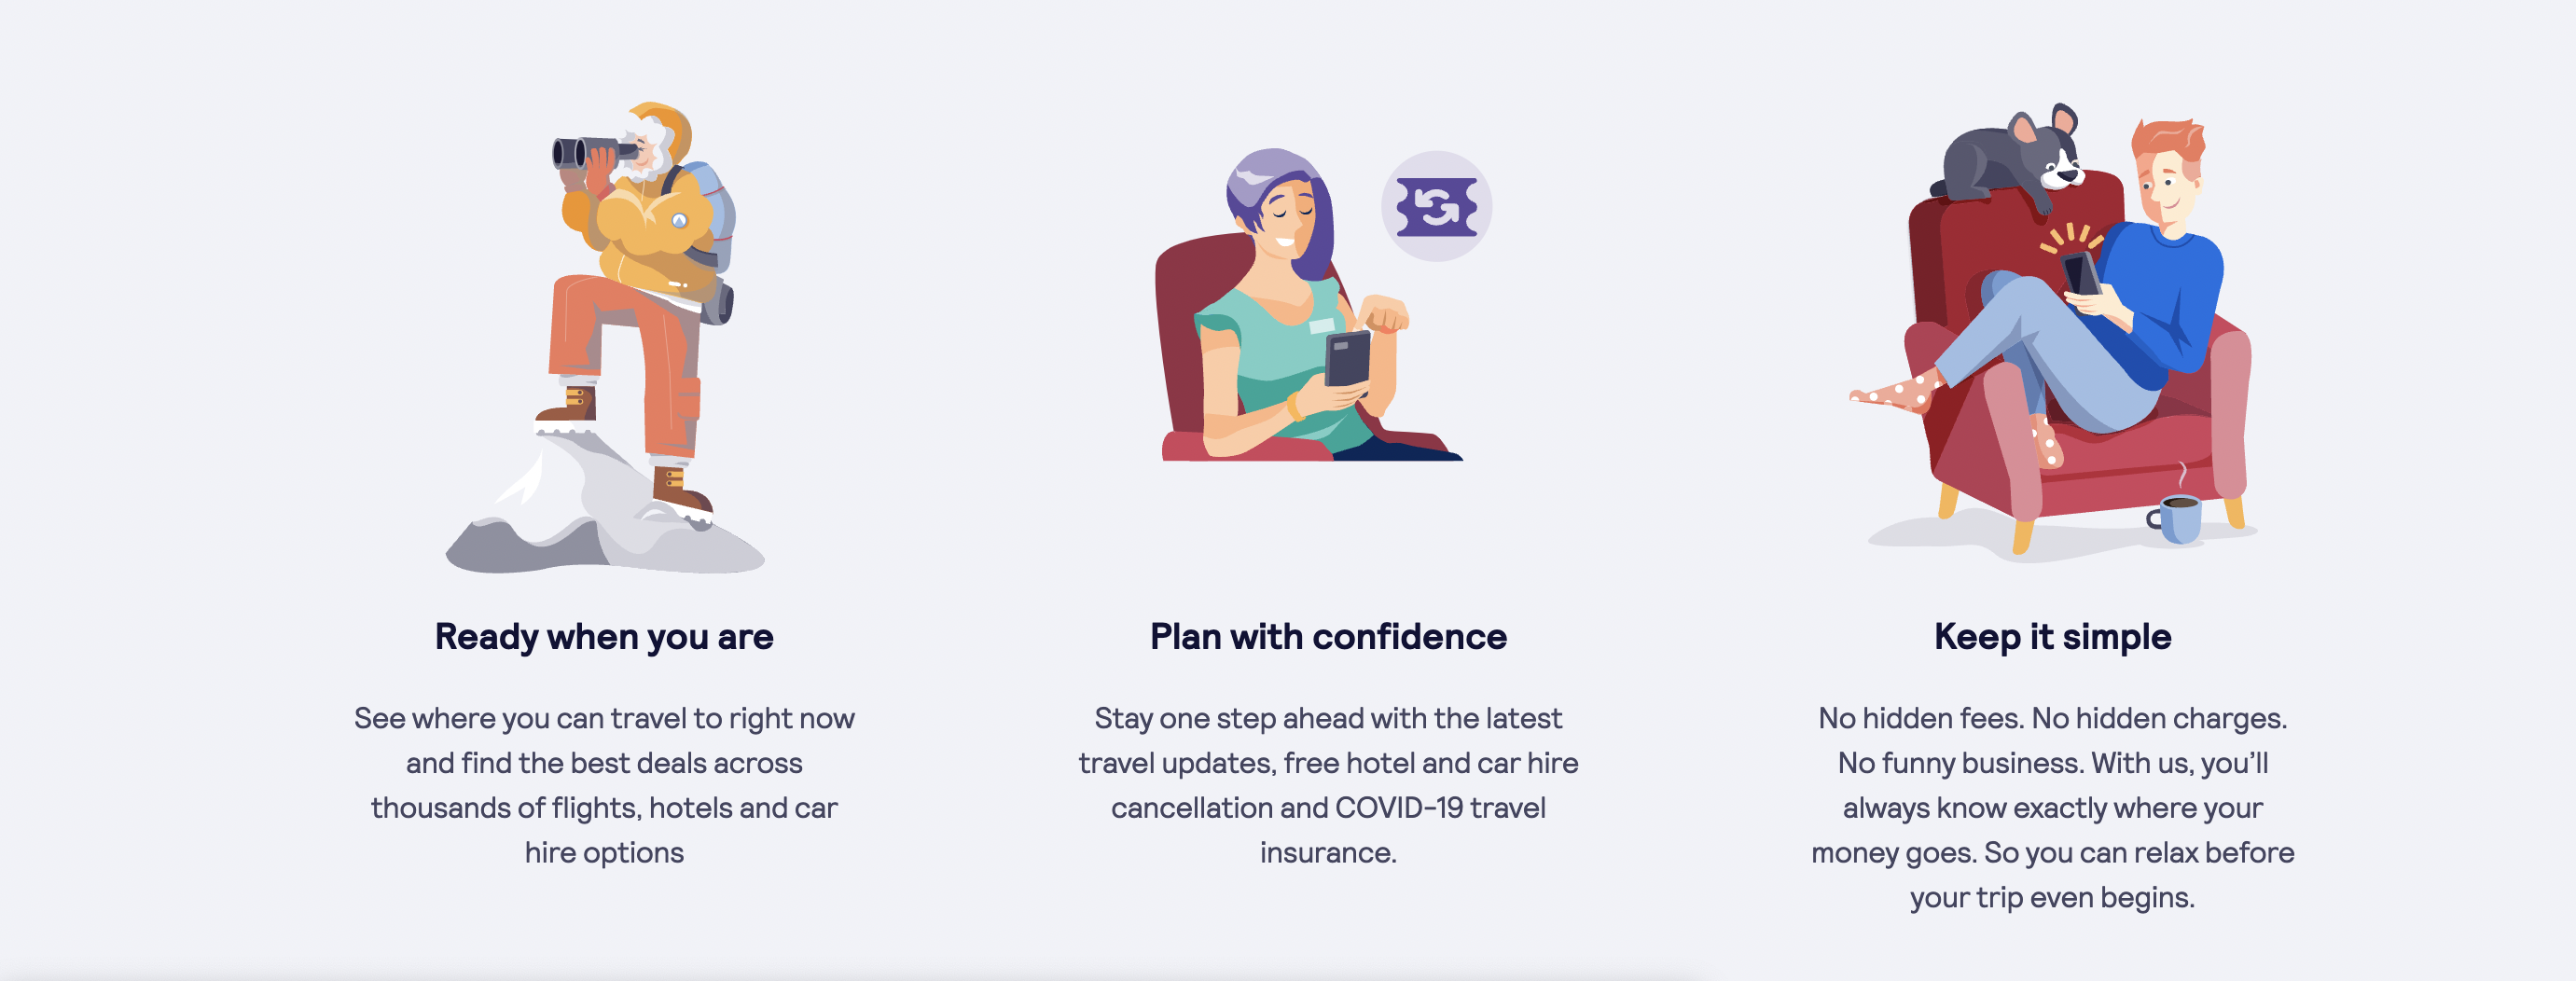 Ready when you are
See where you can travel to right now
and find the best deals across
thousands of flights, hotels and car
hire options
Plan with confidence
Stay one step ahead with the latest
travel updates, free hotel and car hire
cancellation and COVID-19 travel
insurance.
Keep it simple
No hidden fees. No hidden charges.
No funny business. With us, you’ll
always know exactly where your
money goes. So you can relax before
your trip even begins.